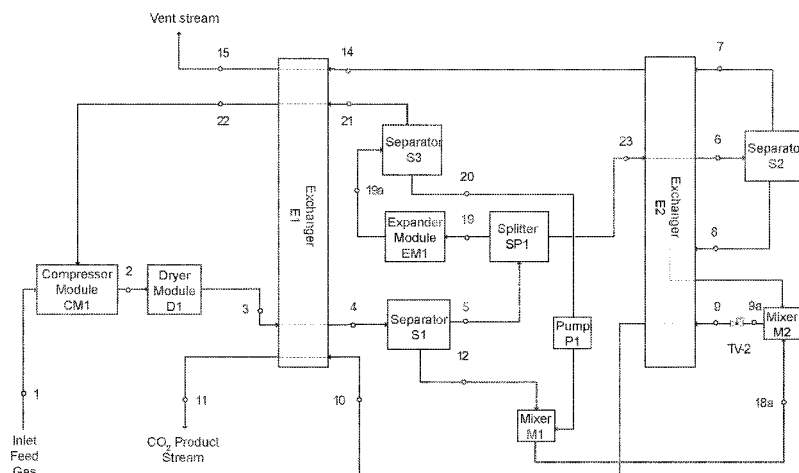 Vent stream
15
14
7
22
21
Separator
S3
23
6
Separator
S2
20
19a
Exchanger
E1
Expander
Module
EM1
19
Splitter
SP1
Exchanger
E2
8
Compressor
Module
CM1
2
Dryer
Module
D1
3
4
Separator
S1
5
12
Pump
P1
9
9a
TV-2
Mixer
M2
1
11
10
18a
Mixer
M1
Inlet
Feed
Gas
CO2 Product
Stream